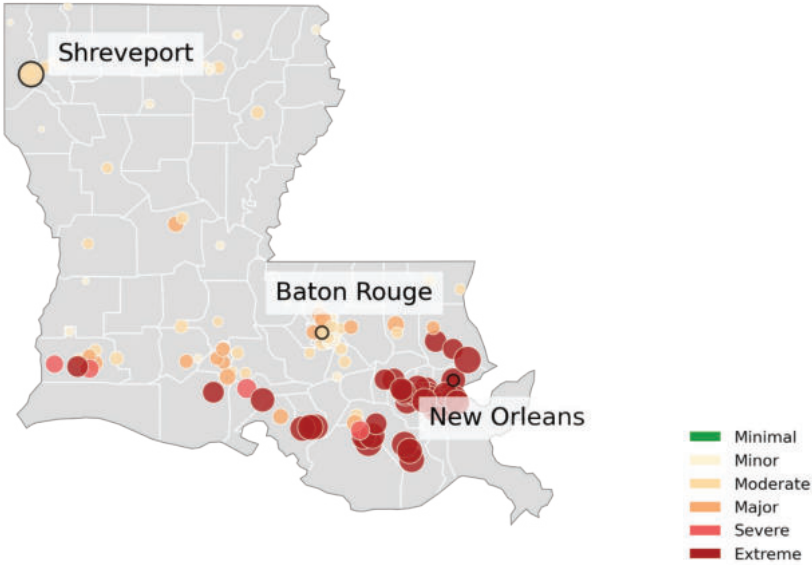 Shreveport
Baton Rouge
New Orleans
Minimal
Minor
Moderate
Major
Severe
Extreme